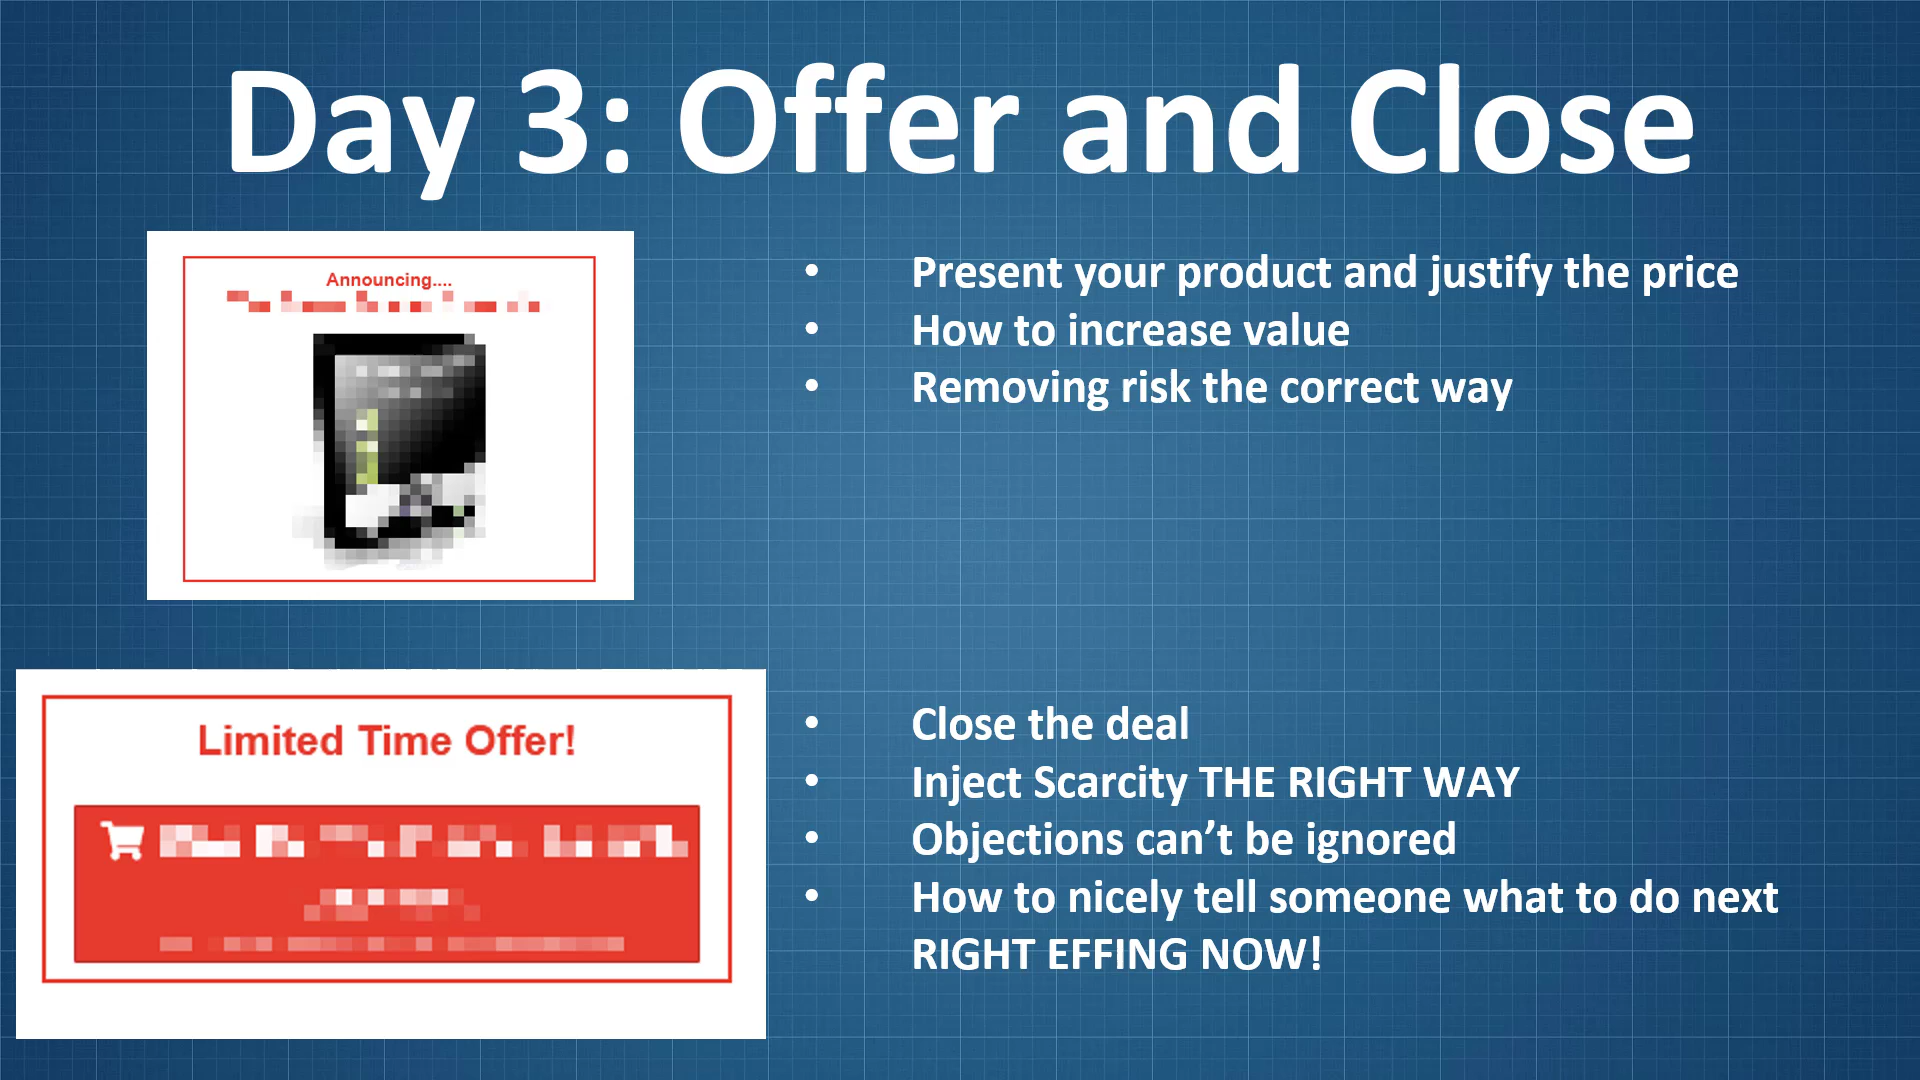 Day 3: Offer and Close
Announcing....
• Present your product and justify the price
• How to increase value
• Removing risk the correct way
Limited Time Offer!
• Close the deal
• Inject Scarcity THE RIGHT WAY
• Objections can’t be ignored
• How to nicely tell someone what to do next
RIGHT EFFING NOW!